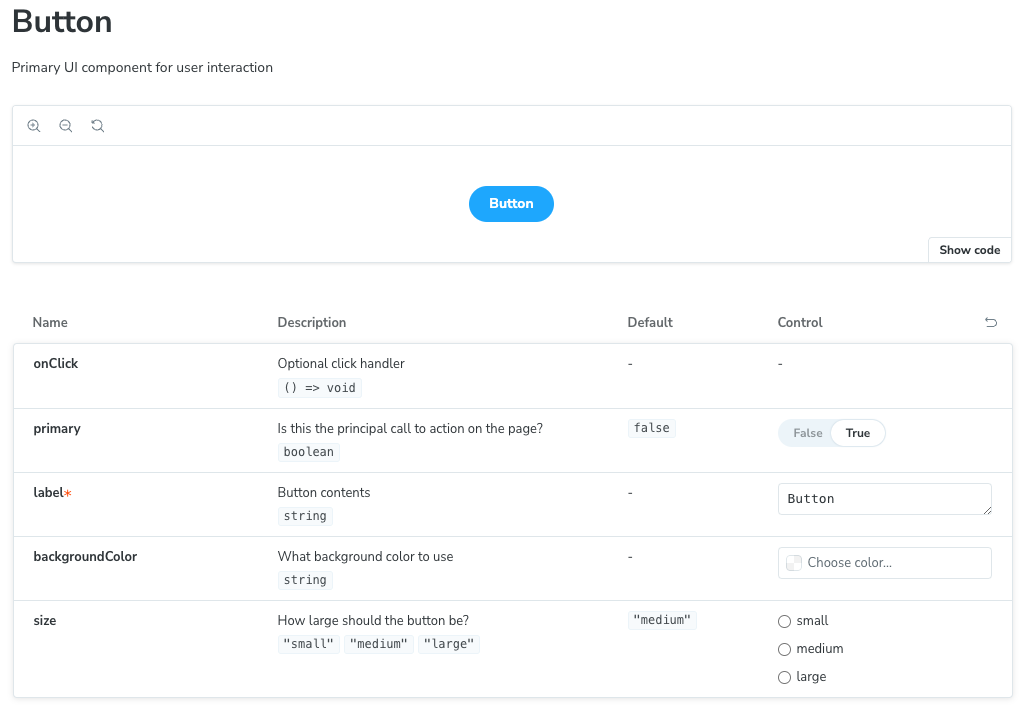 Button
Primary UI component for user interaction
Button
Show code
Name Description Default Control
onClick Optional click handler - -
() => void
primary Is this the principal call to action on the page? false False True
boolean
label* Button contents - Button
string
backgroundColor What background color to use - Choose color...
string
size How large should the button be? "medium" small
"small" "medium" "large" medium
large